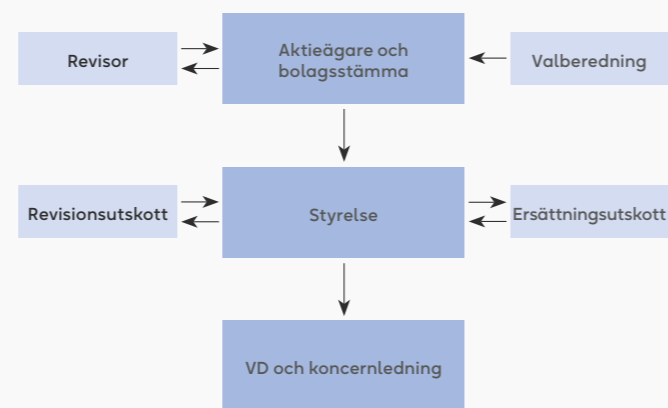 Revisor
Aktieägare och
bolagsstämma
Valberedning
Revisionsutskott
Styrelse
Ersättningsutskott
VD och koncernledning